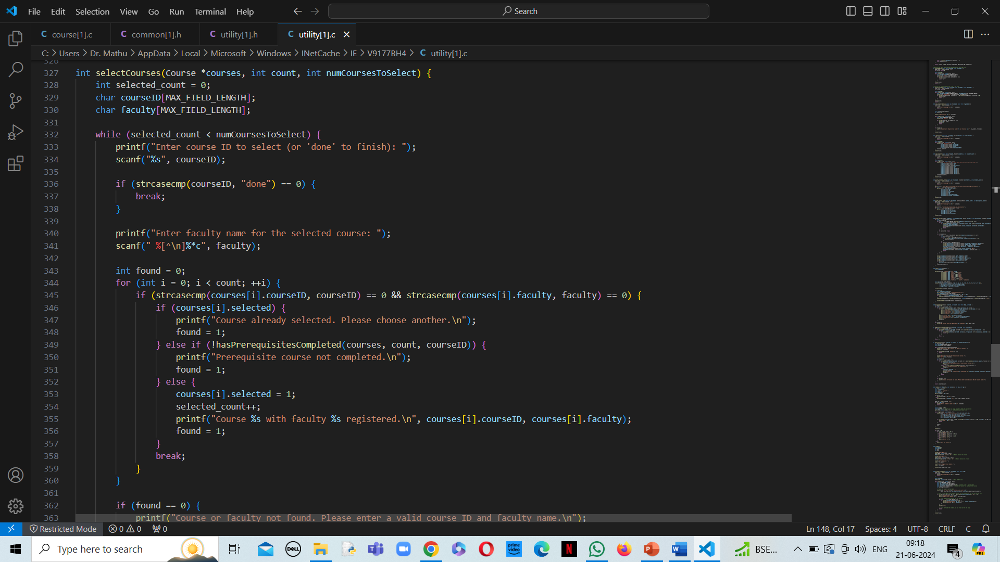 File Edit Selection View Go Run Terminal Help
Search
C course[1].c
C common[1].h
C utility[1].h
C utility[1].c
C: > Users > Dr. Mathu > AppData > Local > Microsoft > Windows > INetCache > IE > V9177BH4 > C utility[1].c
326
327 int selectCourses(Course *courses, int count, int numCoursesToSelect) {
328 int selected_count = 0;
329 char courseID[MAX_FIELD_LENGTH];
330 char faculty[MAX_FIELD_LENGTH];
331
332 while (selected_count < numCoursesToSelect) {
333 printf("Enter course ID to select (or 'done' to finish): ");
334 scanf("%s", courseID);
335
336 if (strcasecmp(courseID, "done") == 0) {
337 break;
338 }
339
340 printf("Enter faculty name for the selected course: ");
341 scanf(" %[^\n]%*c", faculty);
342
343 int found = 0;
344 for (int i = 0; i < count; ++i) {
345 if (strcasecmp(courses[i].courseID, courseID) == 0 && strcasecmp(courses[i].faculty, faculty) == 0) {
346 if (courses[i].selected) {
347 printf("Course already selected. Please choose another.\n");
348 found = 1;
349 } else if (!hasPrerequisitesCompleted(courses, count, courseID)) {
350 printf("Prerequisite course not completed.\n");
351 found = 1;
352 } else {
353 courses[i].selected = 1;
354 selected_count++;
355 printf("Course %s with faculty %s registered.\n", courses[i].courseID, courses[i].faculty);
356 found = 1;
357 }
358 break;
359 }
360 }
361
362 if (found == 0) {
363 printf("Course or faculty not found. Please enter a valid course ID and faculty name.\n");
Restricted Mode 0 0 0 Ln 148, Col 17 Spaces: 4 UTF-8 CRLF C
Type here to search
DELL
prime video
N
BSE...
ENG
09:18
21-06-2024
4
PRE